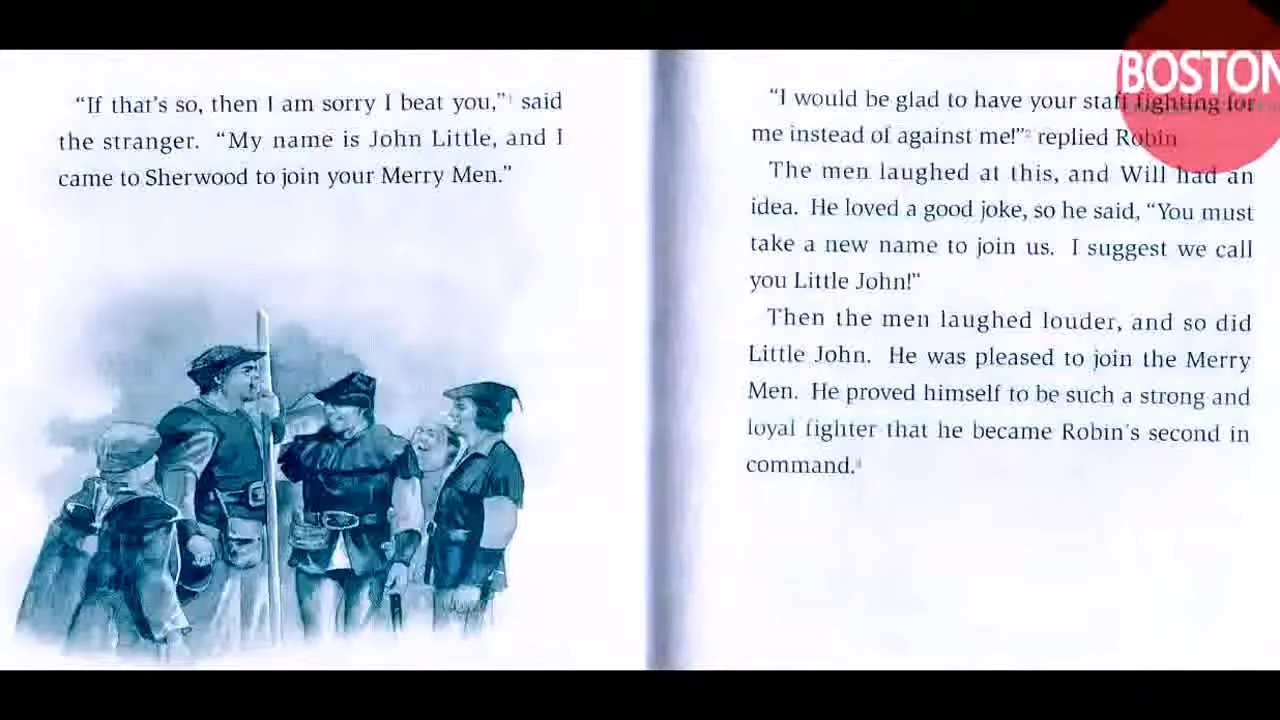 “If that's so, then I am sorry I beat you,”¹ said
the stranger. “My name is John Little, and I
came to Sherwood to join your Merry Men.”
“I would be glad to have your staff fighting for
me instead of against me!”² replied Robin
The men laughed at this, and Will had an
idea. He loved a good joke, so he said, “You must
take a new name to join us. I suggest we call
you Little John!”
Then the men laughed louder, and so did
Little John. He was pleased to join the Merry
Men. He proved himself to be such a strong and
loyal fighter that he became Robin's second in
command.
BOSTON